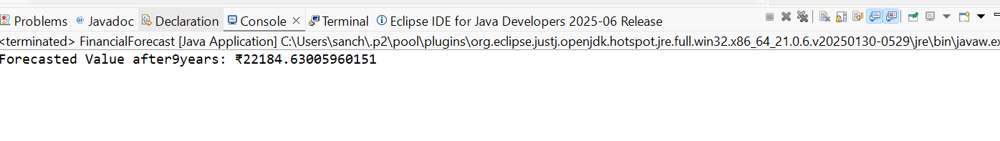 Problems @ Javadoc Declaration Console × Terminal Eclipse IDE for Java Developers 2025-06 Release
<terminated> FinancialForecast [Java Application] C:\Users\sanch\.p2\pool\plugins\org.eclipse.justj.openjdk.hotspot.jre.full.win32.x86_64_21.0.6.v20250130-0529\jre\bin\javaw.ex
Forecasted Value after9years: ₹22184.63005960151